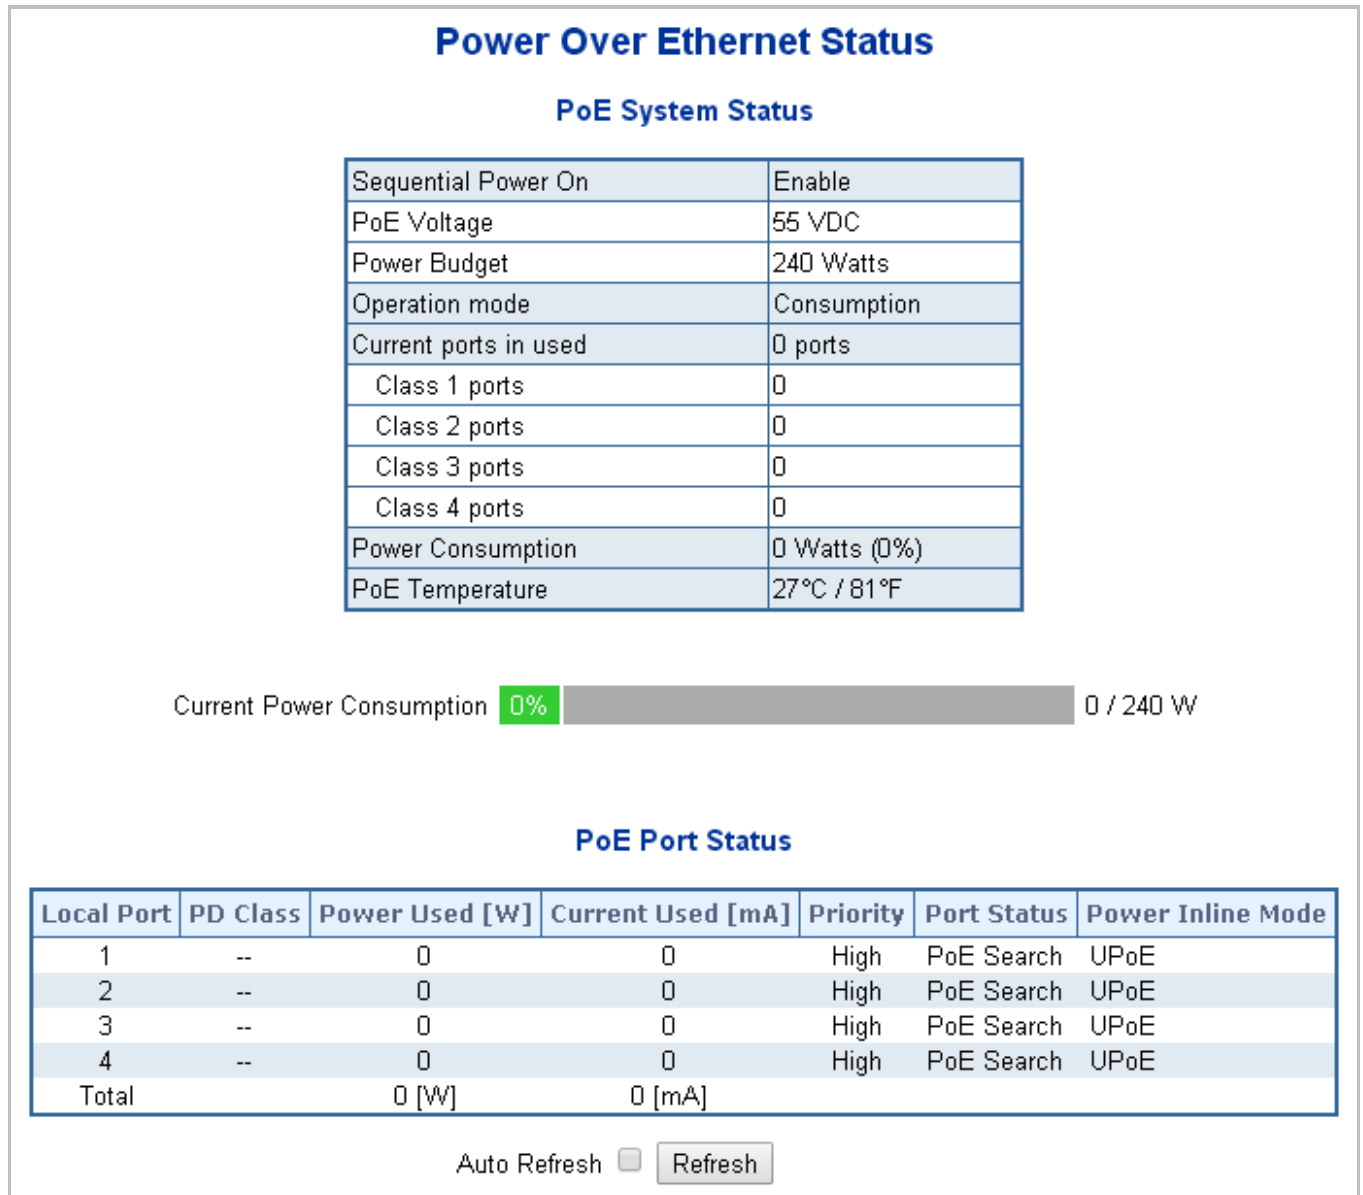 Power Over Ethernet Status
PoE System Status
Sequential Power On Enable
PoE Voltage 55 VDC
Power Budget 240 Watts
Operation mode Consumption
Current ports in used 0 ports
Class 1 ports 0
Class 2 ports 0
Class 3 ports 0
Class 4 ports 0
Power Consumption 0 Watts (0%)
PoE Temperature 27°C / 81°F
Current Power Consumption 0% 0 / 240 W
PoE Port Status
Local Port PD Class Power Used [W] Current Used [mA] Priority Port Status Power Inline Mode
1 -- 0 0 High PoE Search UPoE
2 -- 0 0 High PoE Search UPoE
3 -- 0 0 High PoE Search UPoE
4 -- 0 0 High PoE Search UPoE
Total 0 [W] 0 [mA]
Auto Refresh Refresh